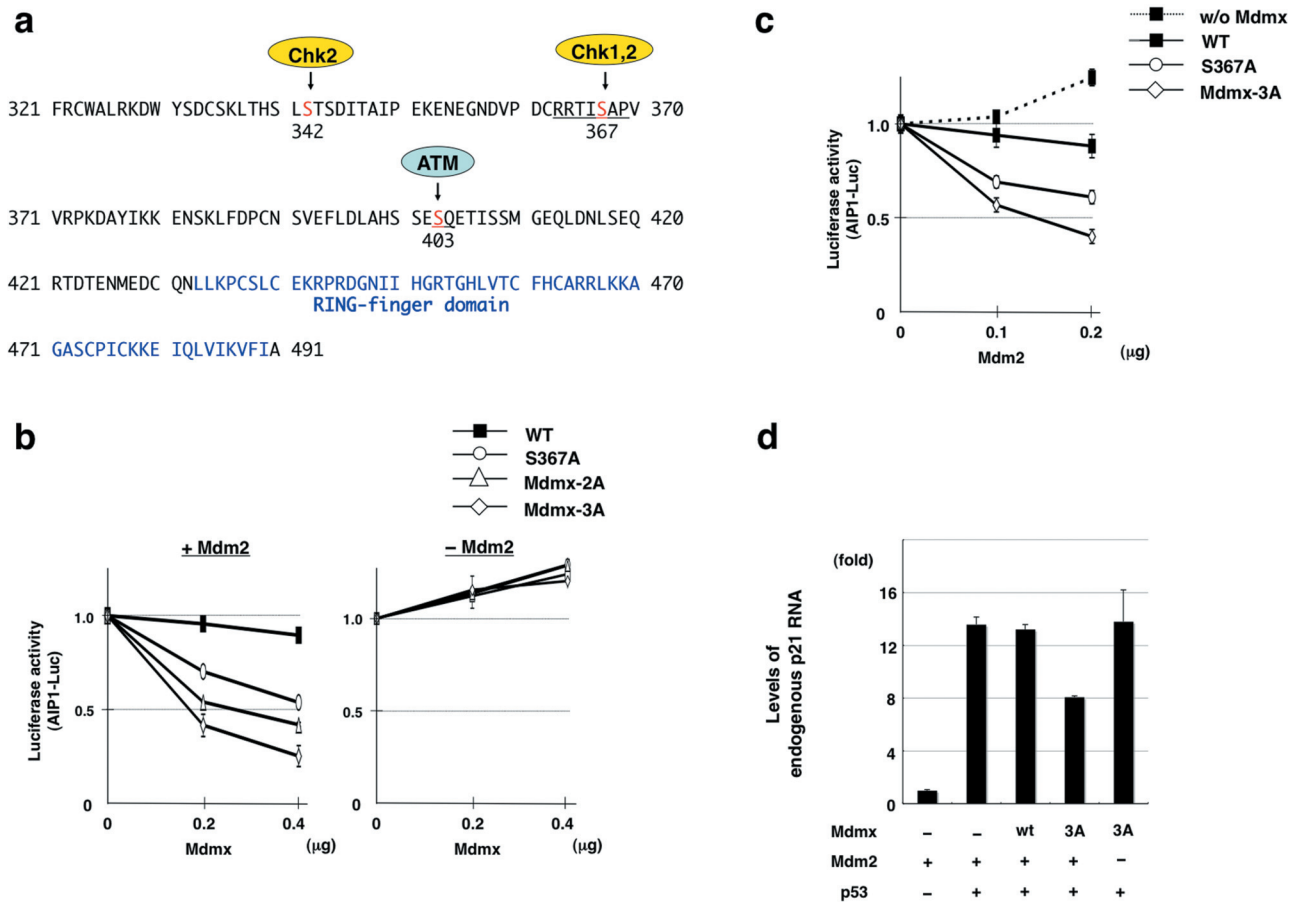 a
Chk2
Chk1,2
321 FRCWALRKDW YSDCSKLTHS LSTSDITAIP EKENEGNDVP DCRRTISAPV 370
342
367
ATM
371 VRPKDAYIKK ENSKLFDPCN SVEFLDLAHS SESQETISSM GEQLDNLSEQ 420
403
421 RTDTENMEDC QNLLKPCSLC EKRPRDGNII HGRTGHLVTC FHCARRLKKA 470
RING-finger domain
471 GASCPICKKE IQLVIKVFIA 491
c
w/o Mdmx
WT
S367A
Mdmx-3A
Luciferase activity
(AIP1-Luc)
1.0
0.5
0
0 0.1 0.2
Mdm2 (μg)
b
WT
S367A
Mdmx-2A
Mdmx-3A
+ Mdm2
Luciferase activity
(AIP1-Luc)
1.0
0.5
0
0 0.2 0.4
Mdmx (μg)
– Mdm2
1.0
0.5
0
0 0.2 0.4
Mdmx (μg)
d
(fold)
Levels of
endogenous p21 RNA
16
12
8
4
0
Mdmx – – wt 3A 3A
Mdm2 + + + + –
p53 – + + + +